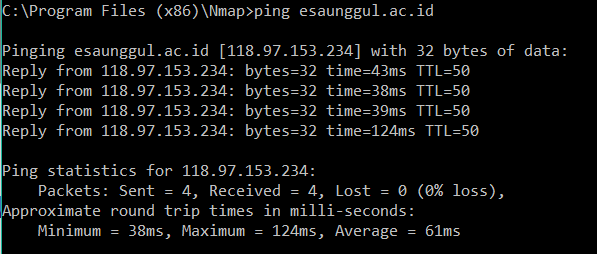 C:\Program Files (x86)\Nmap>ping esaunggul.ac.id
Pinging esaunggul.ac.id [118.97.153.234] with 32 bytes of data:
Reply from 118.97.153.234: bytes=32 time=43ms TTL=50
Reply from 118.97.153.234: bytes=32 time=38ms TTL=50
Reply from 118.97.153.234: bytes=32 time=39ms TTL=50
Reply from 118.97.153.234: bytes=32 time=124ms TTL=50
Ping statistics for 118.97.153.234:
Packets: Sent = 4, Received = 4, Lost = 0 (0% loss),
Approximate round trip times in milli-seconds:
Minimum = 38ms, Maximum = 124ms, Average = 61ms